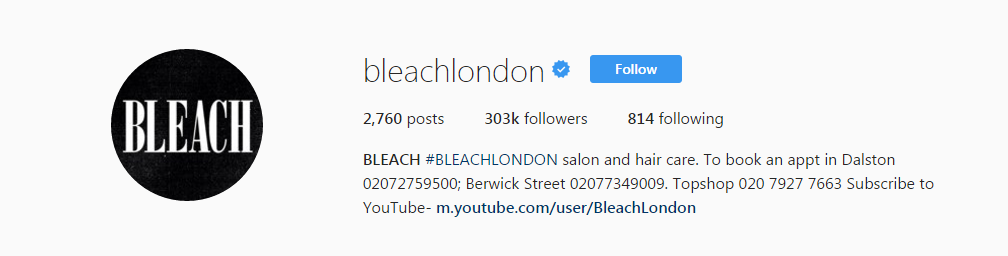 BLEACH
bleachlondon
Follow
2,760 posts 303k followers 814 following
BLEACH #BLEACHLONDON salon and hair care. To book an appt in Dalston
02072759500; Berwick Street 02077349009. Topshop 020 7927 7663 Subscribe to
YouTube- m.youtube.com/user/BleachLondon